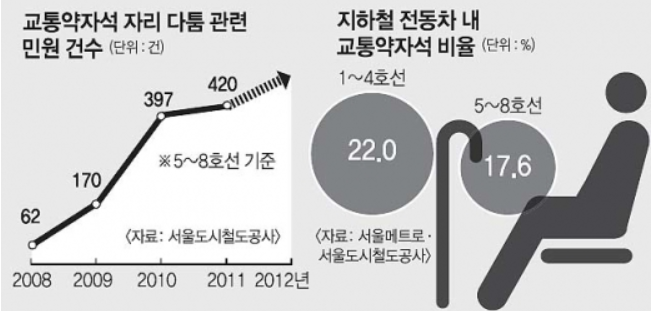 교통약자석 자리 다툼 관련
민원 건수 (단위 : 건)
62
170
397
420
※5~8호선 기준
〈자료: 서울도시철도공사〉
2008 2009 2010 2011 2012년
지하철 전동차 내
교통약자석 비율 (단위 : %)
1~4호선
22.0
5~8호선
17.6
〈자료: 서울메트로·
서울도시철도공사〉